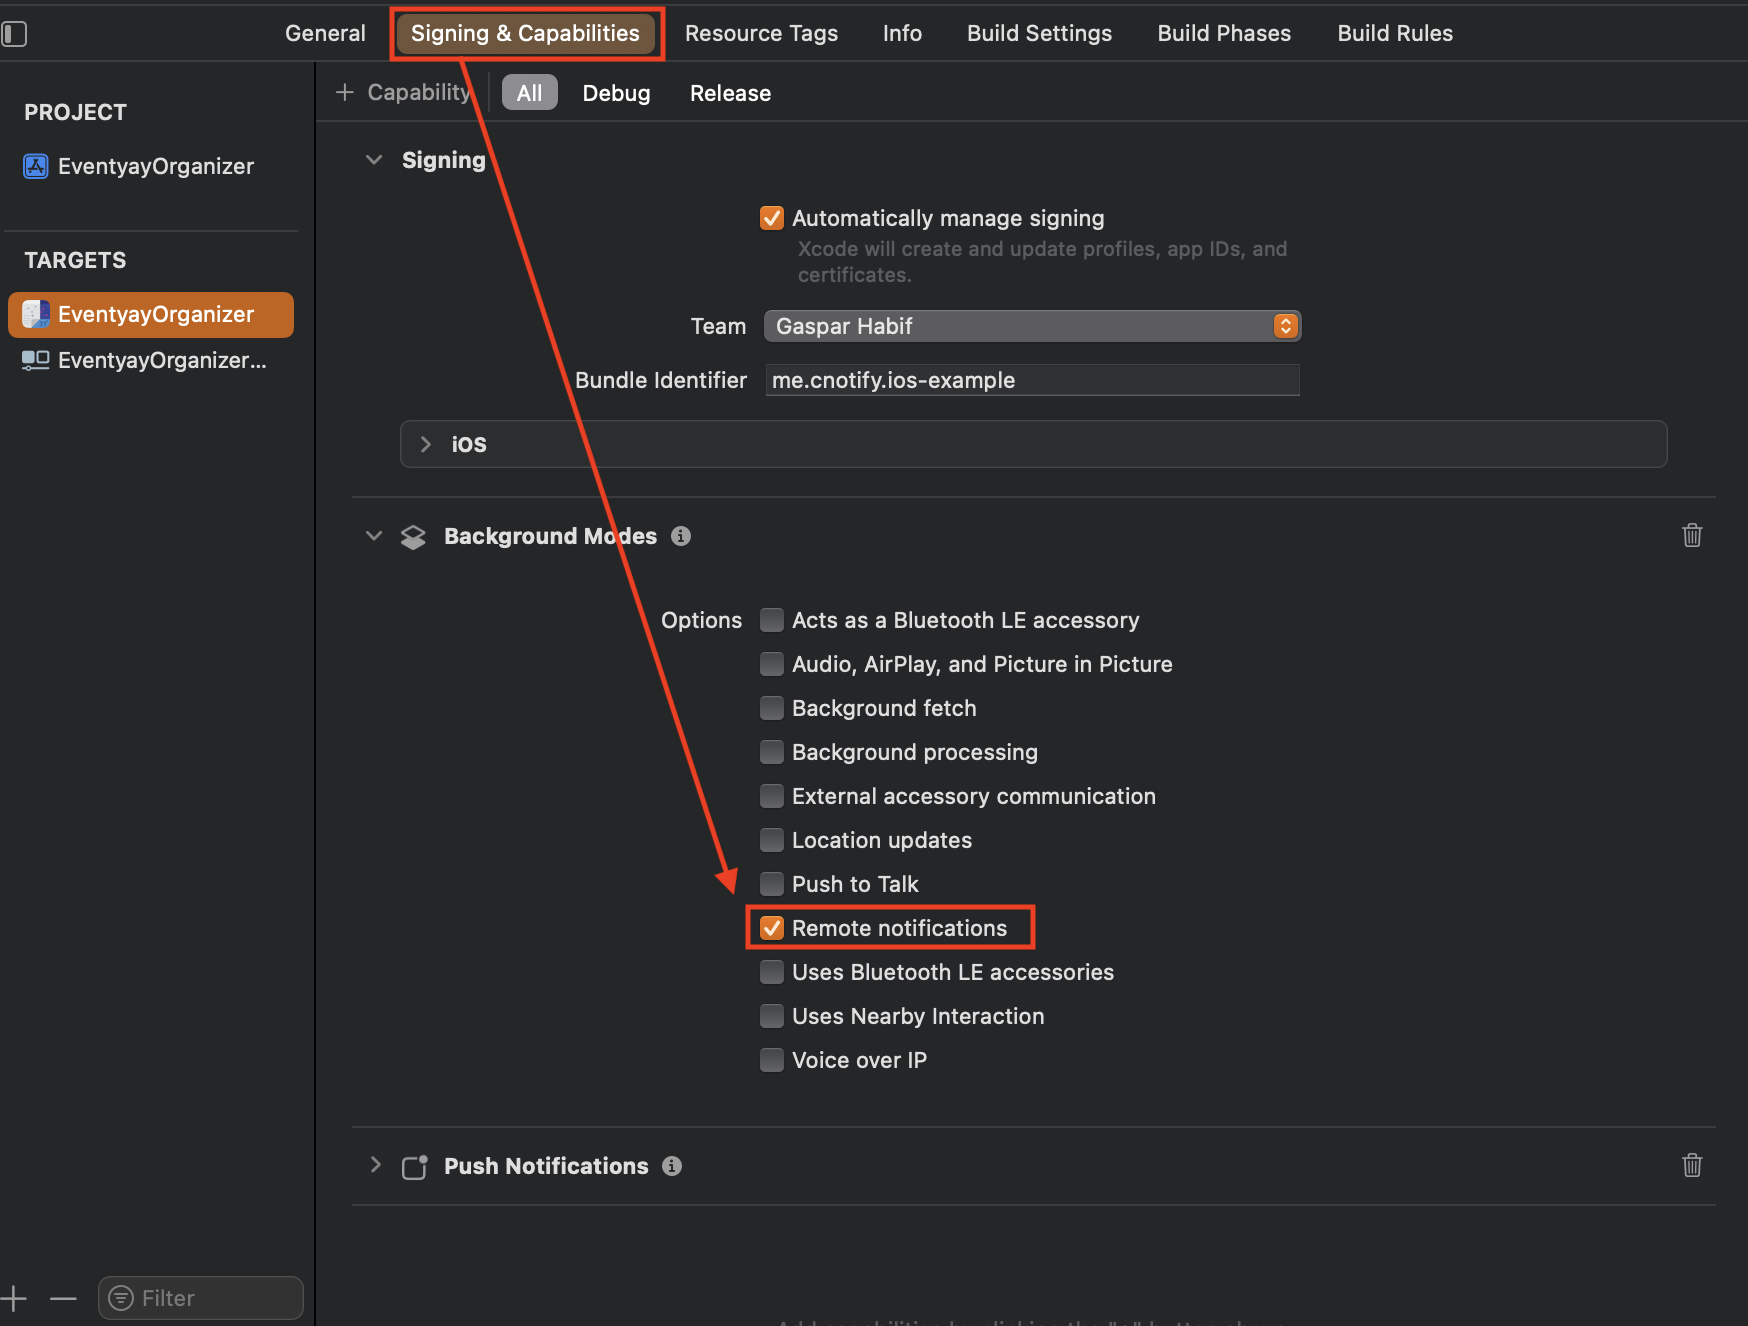 General
Signing & Capabilities
Resource Tags
Info
Build Settings
Build Phases
Build Rules
PROJECT
EventyayOrganizer
TARGETS
EventyayOrganizer
EventyayOrganizer...
+ Capability
All
Debug
Release
Signing
Automatically manage signing
Xcode will create and update profiles, app IDs, and
certificates.
Team
Gaspar Habif
Bundle Identifier
me.cnotify.ios-example
iOS
Background Modes
Options
Acts as a Bluetooth LE accessory
Audio, AirPlay, and Picture in Picture
Background fetch
Background processing
External accessory communication
Location updates
Push to Talk
Remote notifications
Uses Bluetooth LE accessories
Uses Nearby Interaction
Voice over IP
Push Notifications
Filter